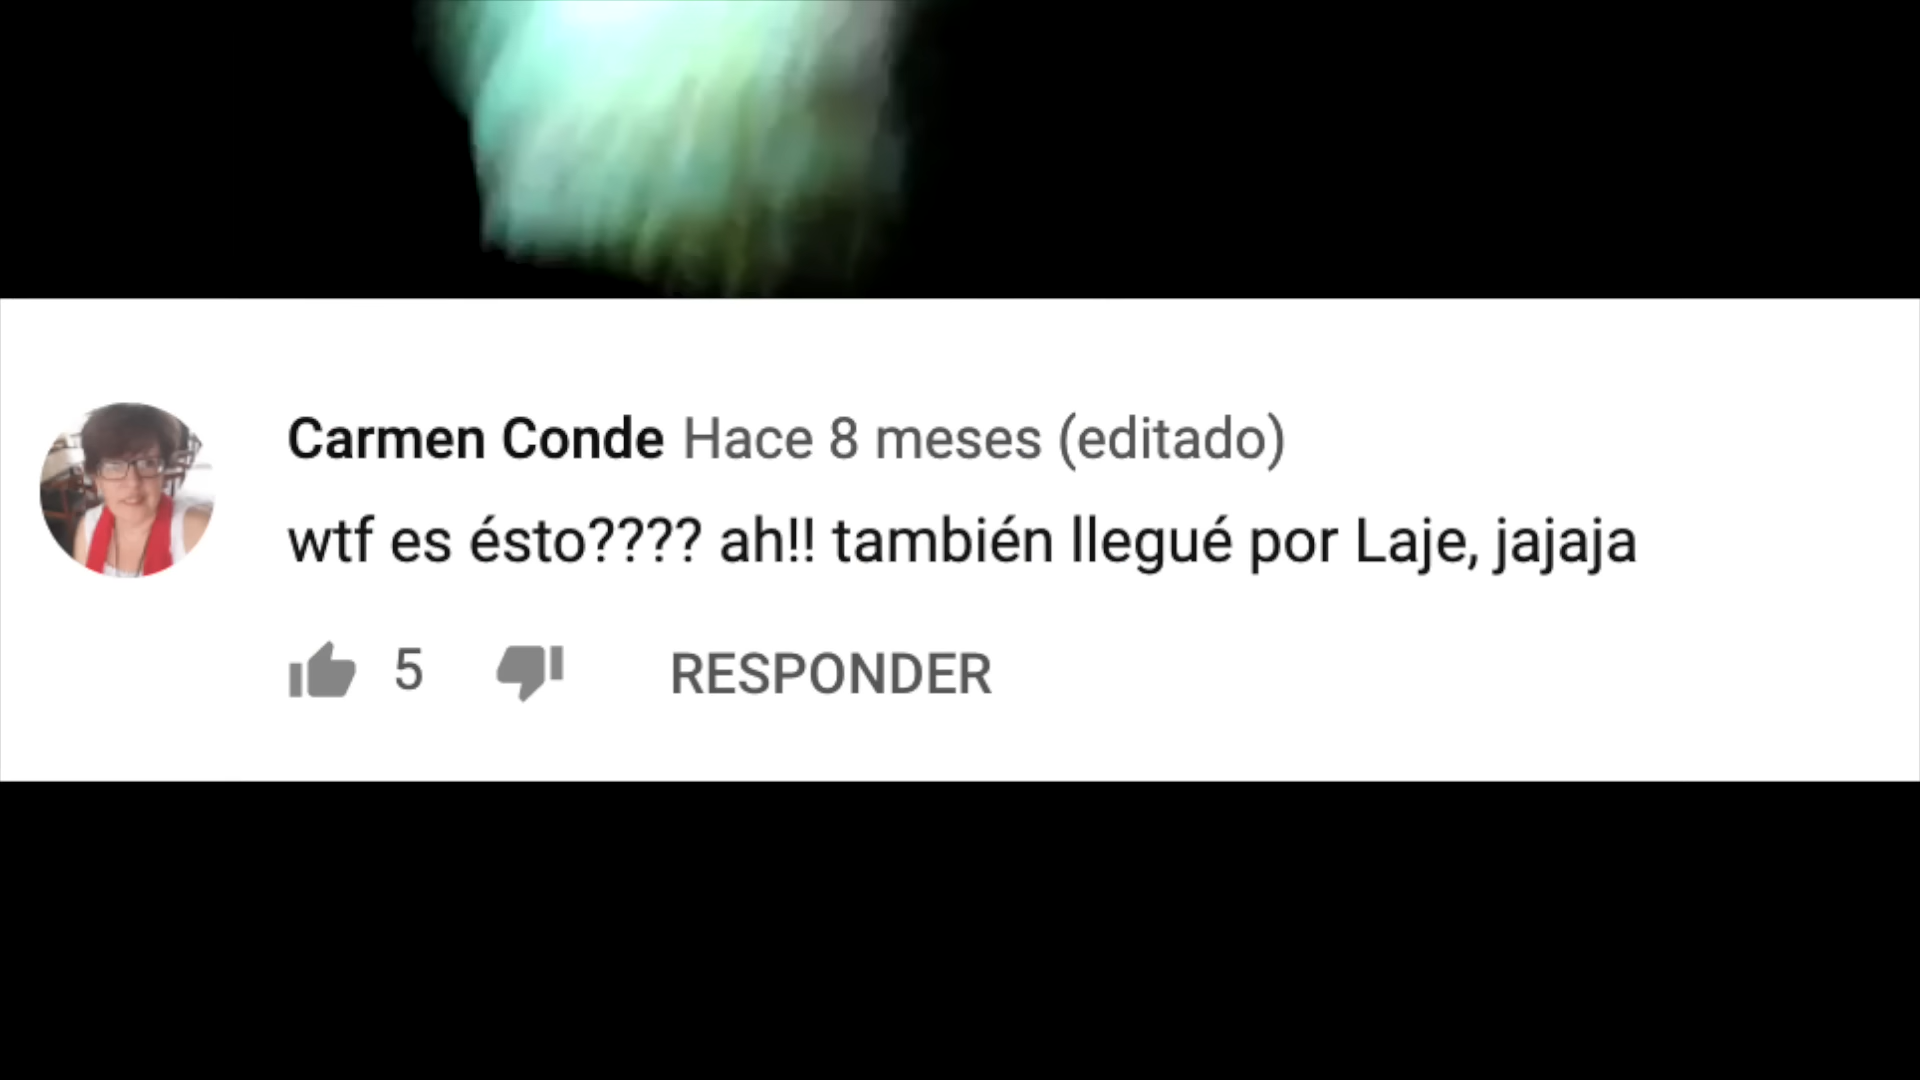 Carmen Conde Hace 8 meses (editado)
wtf es ésto???? ah!! también llegué por Laje, jajaja
5 RESPONDER